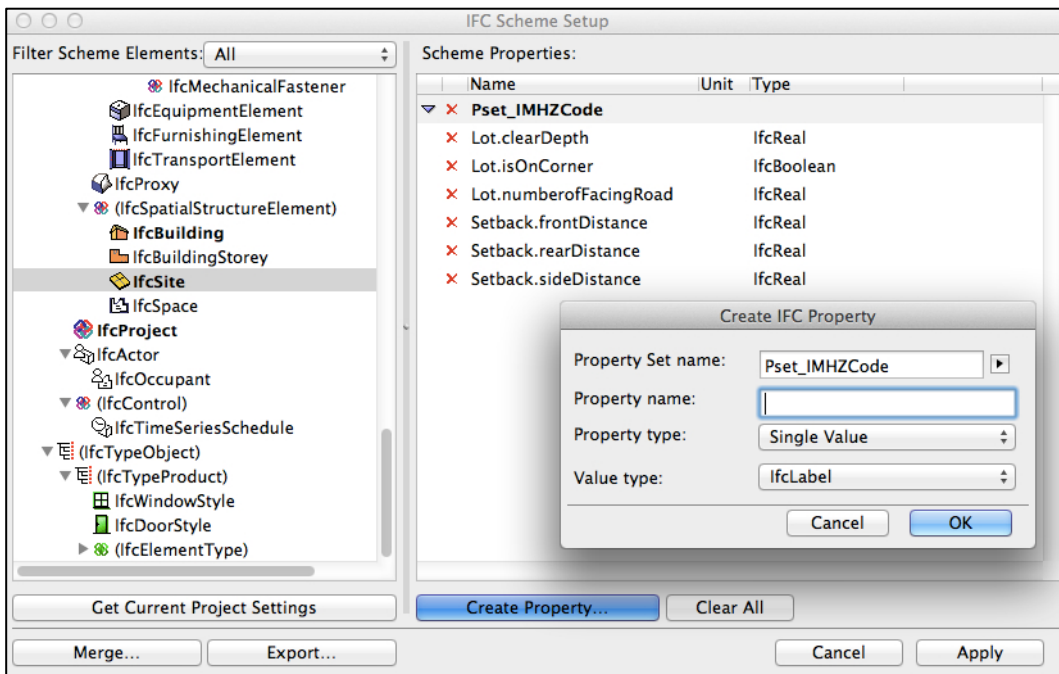 IFC Scheme Setup
Filter Scheme Elements: All
IfcMechanicalFastener
IfcEquipmentElement
IfcFurnishingElement
IfcTransportElement
IfcProxy
(IfcSpatialStructureElement)
IfcBuilding
IfcBuildingStorey
IfcSite
IfcSpace
IfcProject
IfcActor
IfcOccupant
(IfcControl)
IfcTimeSeriesSchedule
(IfcTypeObject)
(IfcTypeProduct)
IfcWindowStyle
IfcDoorStyle
(IfcElementType)
Get Current Project Settings
Merge... Export...
Scheme Properties:
Name Unit Type
Pset_IMHZCode
Lot.clearDepth IfcReal
Lot.isOnCorner IfcBoolean
Lot.numberofFacingRoad IfcReal
Setback.frontDistance IfcReal
Setback.rearDistance IfcReal
Setback.sideDistance IfcReal
Create IFC Property
Property Set name: Pset_IMHZCode
Property name:
Property type: Single Value
Value type: IfcLabel
Cancel OK
Create Property... Clear All
Cancel Apply